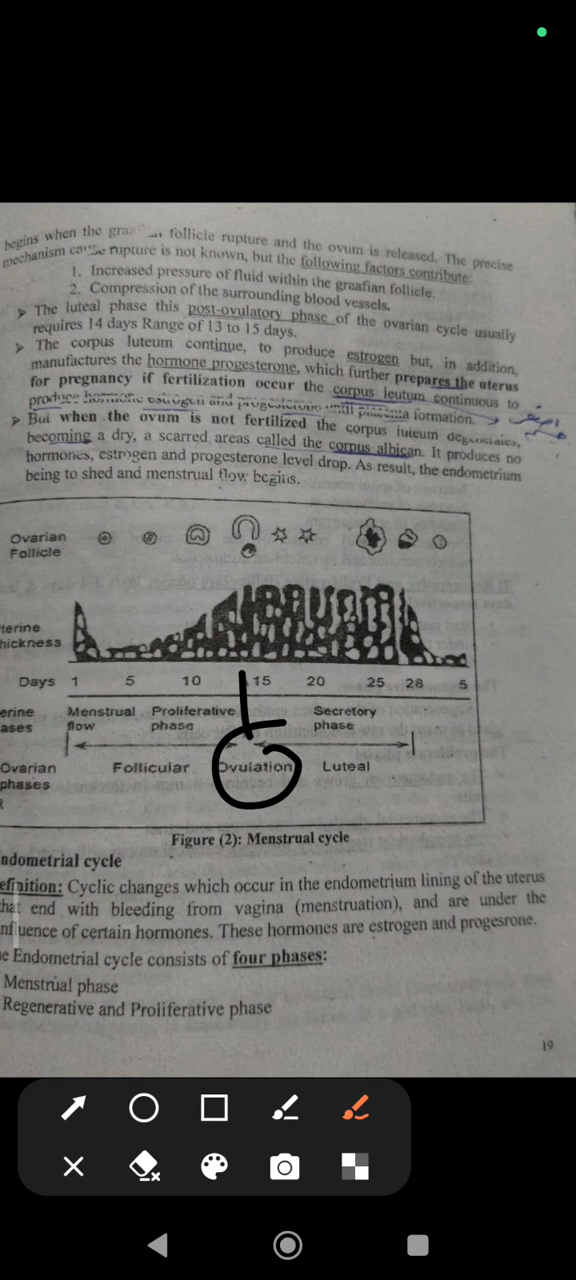 begins when the follicle rupture and the ovum is released. The precise
mechanism cause rupture is not known, but the following factors contribute:
1. Increased pressure of fluid within the graafian follicle.
2. Compression of the surrounding blood vessels.
➤ The luteal phase this post-ovulatory phase of the ovarian cycle usually
requires 14 days Range of 13 to 15 days.
➤ The corpus luteum continue, to produce estrogen but, in addition,
manufactures the hormone progesterone, which further prepares the uterus
for pregnancy if fertilization occur the corpus leutum continuous to
produce hormone estrogen and progesterone until placenta formation.
➤ But when the ovum is not fertilized the corpus luteum degenerates,
becoming a dry, a scarred areas called the corpus albican. It produces no
hormones, estrogen and progesterone level drop. As result, the endometrium
being to shed and menstrual flow begins.
Ovarian
Follicle
terine
hickness
Days 1 5 10 15 20 25 28 5
erine Menstrual Proliferative Secretory
ases flow phase phase
Ovarian Follicular Ovulation Luteal
phases
Figure (2): Menstrual cycle
ndometrial cycle
efinition: Cyclic changes which occur in the endometrium lining of the uterus
that end with bleeding from vagina (menstruation), and are under the
nfluence of certain hormones. These hormones are estrogen and progesrone.
e Endometrial cycle consists of four phases:
Menstrual phase
Regenerative and Proliferative phase
19